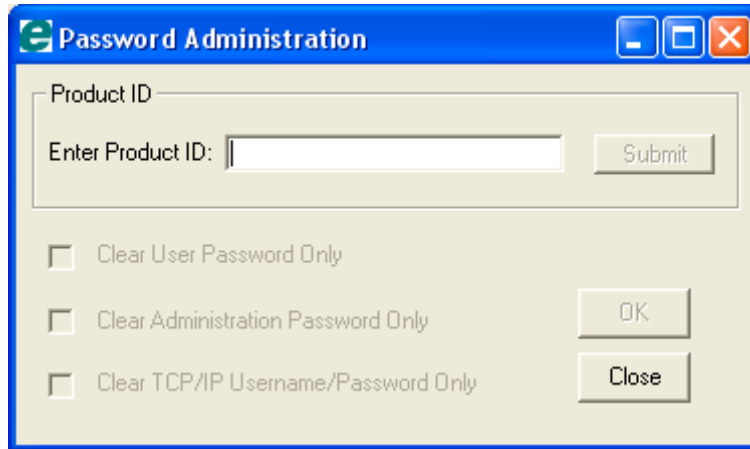 Password Administration
Product ID
Enter Product ID:
Submit
Clear User Password Only
Clear Administration Password Only
OK
Clear TCP/IP Username/Password Only
Close